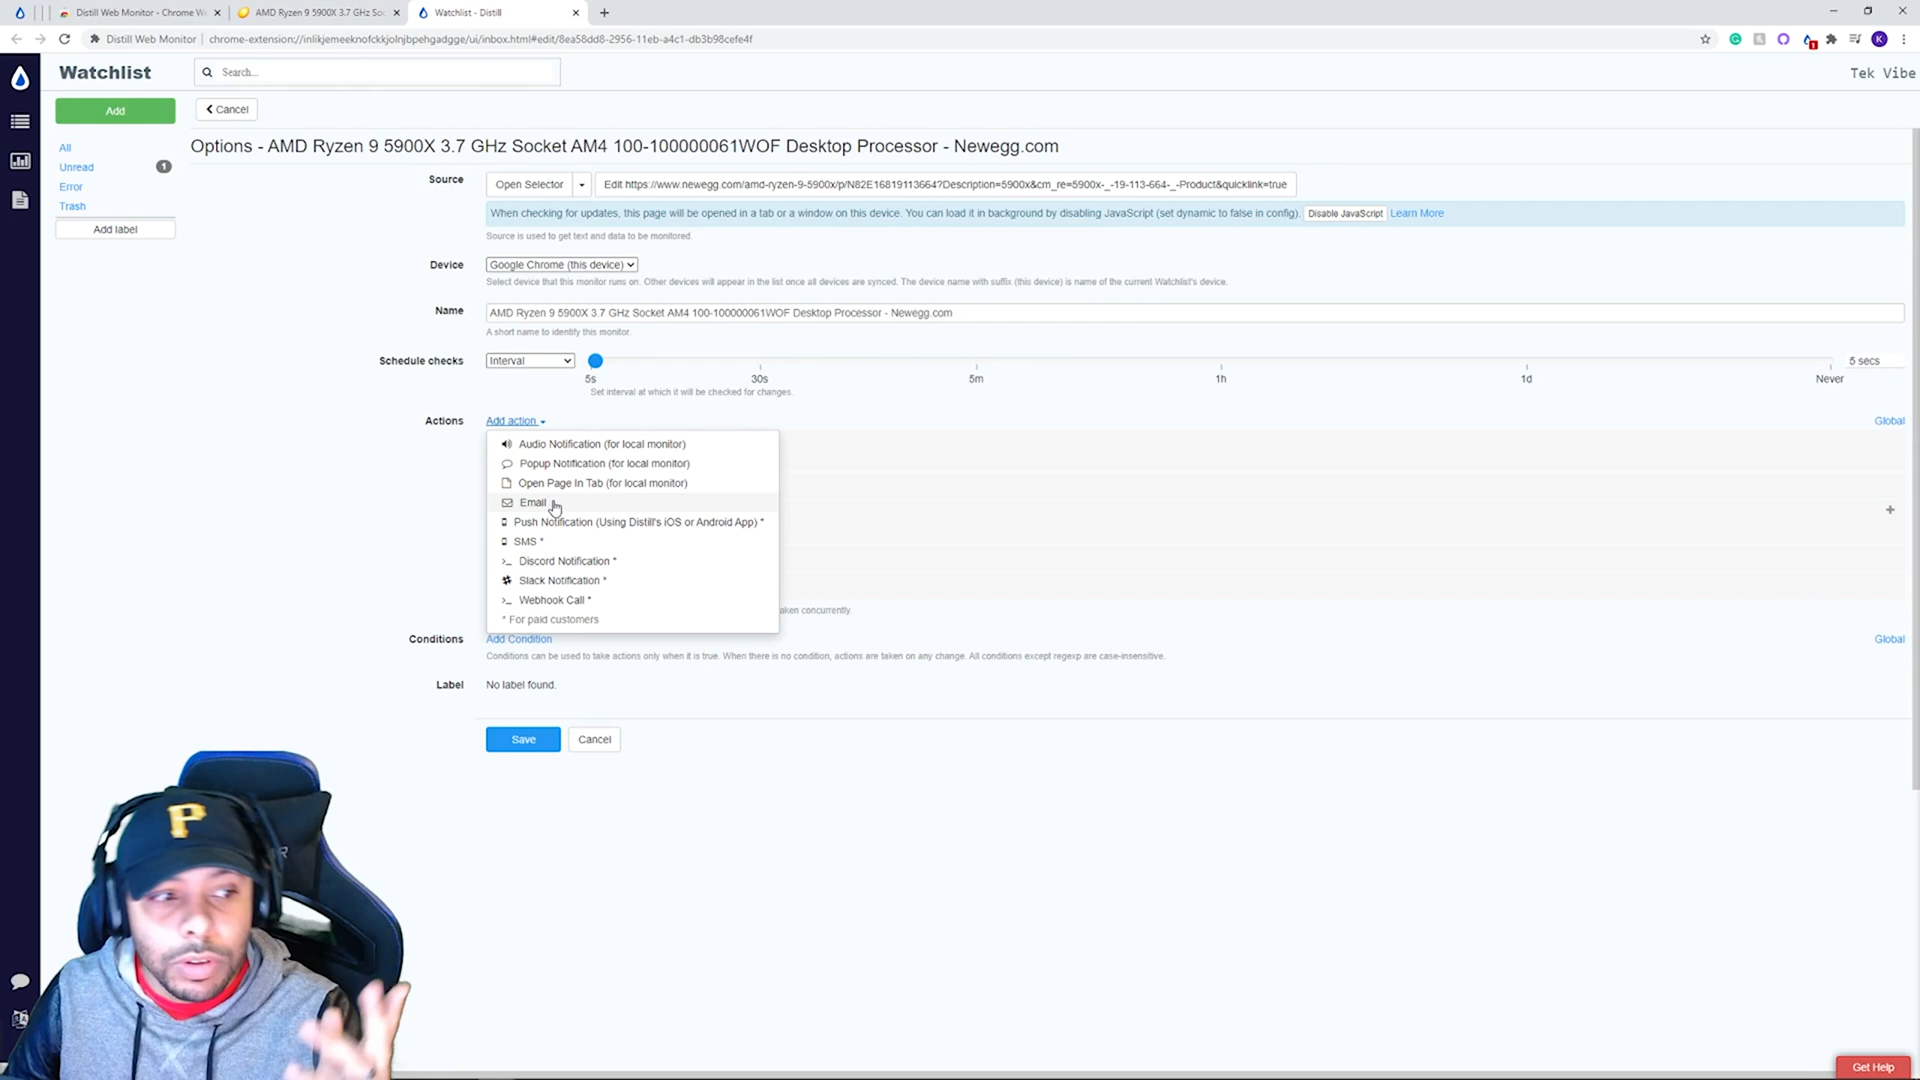 Distill Web Monitor - Chrome We
AMD Ryzen 9 5900X 3.7 GHz Soc
Watchlist - Distill
Distill Web Monitor
chrome-extension://inlikjemeeknofckkjolnjbpehgadgge/ui/inbox.html#edit/8ea58dd8-2956-11eb-a4c1-db3b98cefe4f
1
K
Watchlist
Search...
Tek Vibe
Add
Cancel
All
Unread 1
Error
Trash
Add label
Options - AMD Ryzen 9 5900X 3.7 GHz Socket AM4 100-100000061WOF Desktop Processor - Newegg.com
Source
Open Selector
Edit https://www.newegg.com/amd-ryzen-9-5900x/p/N82E16819113664?Description=5900x&cm_re=5900x-_-19-113-664-_-Product&quicklink=true
When checking for updates, this page will be opened in a tab or a window on this device. You can load it in background by disabling JavaScript (set dynamic to false in config). Disable JavaScript Learn More
Source is used to get text and data to be monitored.
Device
Google Chrome (this device)
Select device that this monitor runs on. Other devices will appear in the list once all devices are synced. The device name with suffix (this device) is name of the current Watchlist's device.
Name
AMD Ryzen 9 5900X 3.7 GHz Socket AM4 100-100000061WOF Desktop Processor - Newegg.com
A short name to identify this monitor.
Schedule checks
Interval
5 secs
5s 30s 5m 1h 1d Never
Set interval at which it will be checked for changes.
Actions
Add action
Global
Audio Notification (for local monitor)
Popup Notification (for local monitor)
Open Page In Tab (for local monitor)
Email
Push Notification (Using Distill's iOS or Android App) *
SMS *
Discord Notification *
Slack Notification *
Webhook Call *
* For paid customers
aken concurrently.
Conditions
Add Condition
Global
Conditions can be used to take actions only when it is true. When there is no condition, actions are taken on any change. All conditions except regexp are case-insensitive.
Label
No label found.
Save
Cancel
P
Get Help